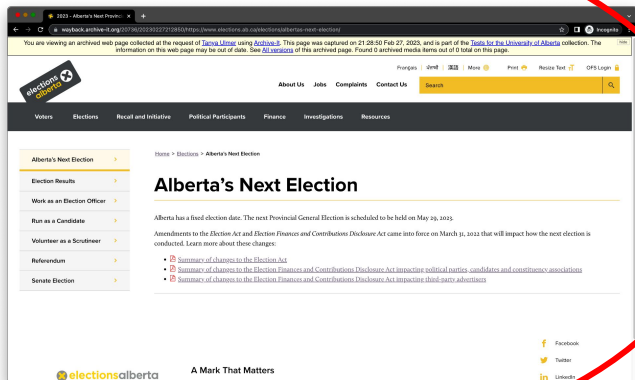 2023 - Alberta's Next Provinc
wayback.archive-it.org/20736/20230227212850/https://www.elections.ab.ca/elections/albertas-next-election/
Incognito
You are viewing an archived web page collected at the request of Tanya Ulmer using Archive-It. This page was captured on 21:28:50 Feb 27, 2023, and is part of the Tests for the University of Alberta collection. The
information on this web page may be out of date. See All versions of this archived page. Found 0 archived media items out of 0 total on this page.
hide
Français ਪੰਜਾਬੀ More Print Resize Text OFS Login
elections alberta
About Us Jobs Complaints Contact Us Search
Voters Elections Recall and Initiative Political Participants Finance Investigations Resources
Home > Elections > Alberta's Next Election
Alberta's Next Election
Election Results
Work as an Election Officer
Run as a Candidate
Volunteer as a Scrutineer
Referendum
Senate Election
Alberta's Next Election
Alberta has a fixed election date. The next Provincial General Election is scheduled to be held on May 29, 2023.
Amendments to the Election Act and Election Finances and Contributions Disclosure Act came into force on March 31, 2022 that will impact how the next election is
conducted. Learn more about these changes:
Summary of changes to the Election Act
Summary of changes to the Election Finances and Contributions Disclosure Act impacting political parties, candidates and constituency associations
Summary of changes to the Election Finances and Contributions Disclosure Act impacting third-party advertisers
Facebook
Twitter
LinkedIn
electionsalberta
A Mark That Matters